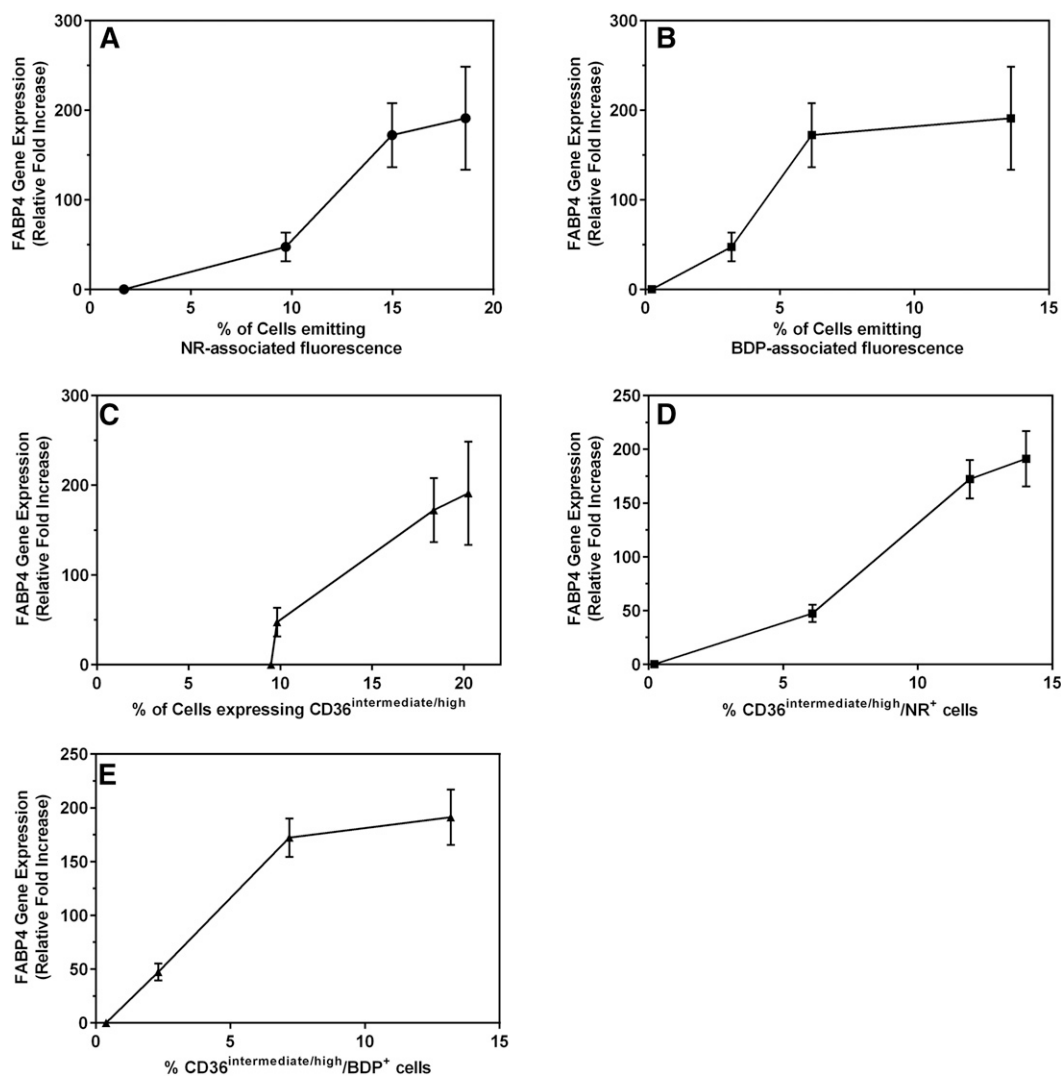 A
FABP4 Gene Expression
(Relative Fold Increase)
300
200
100
0
0 5 10 15 20
% of Cells emitting
NR-associated fluorescence
B
FABP4 Gene Expression
(Relative Fold Increase)
300
200
100
0
0 5 10 15
% of Cells emitting
BDP-associated fluorescence
C
FABP4 Gene Expression
(Relative Fold Increase)
300
200
100
0
0 5 10 15 20
% of Cells expressing CD36intermediate/high
D
FABP4 Gene Expression
(Relative Fold Increase)
250
200
150
100
50
0
0 5 10 15
% CD36intermediate/high/NR+ cells
E
FABP4 Gene Expression
(Relative Fold Increase)
250
200
150
100
50
0
0 5 10 15
% CD36intermediate/high/BDP+ cells